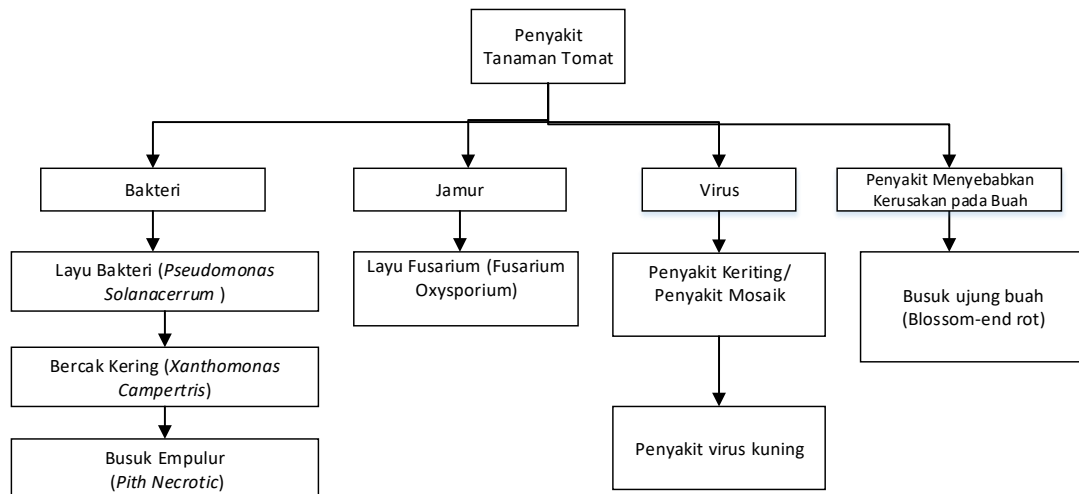 Penyakit
Tanaman Tomat
Bakteri
Jamur
Virus
Penyakit Menyebabkan
Kerusakan pada Buah
Layu Bakteri (Pseudomonas
Solanacerrum )
Layu Fusarium (Fusarium
Oxysporium)
Penyakit Keriting/
Penyakit Mosaik
Busuk ujung buah
(Blossom-end rot)
Bercak Kering (Xanthomonas
Campertris)
Penyakit virus kuning
Busuk Empulur
(Pith Necrotic)